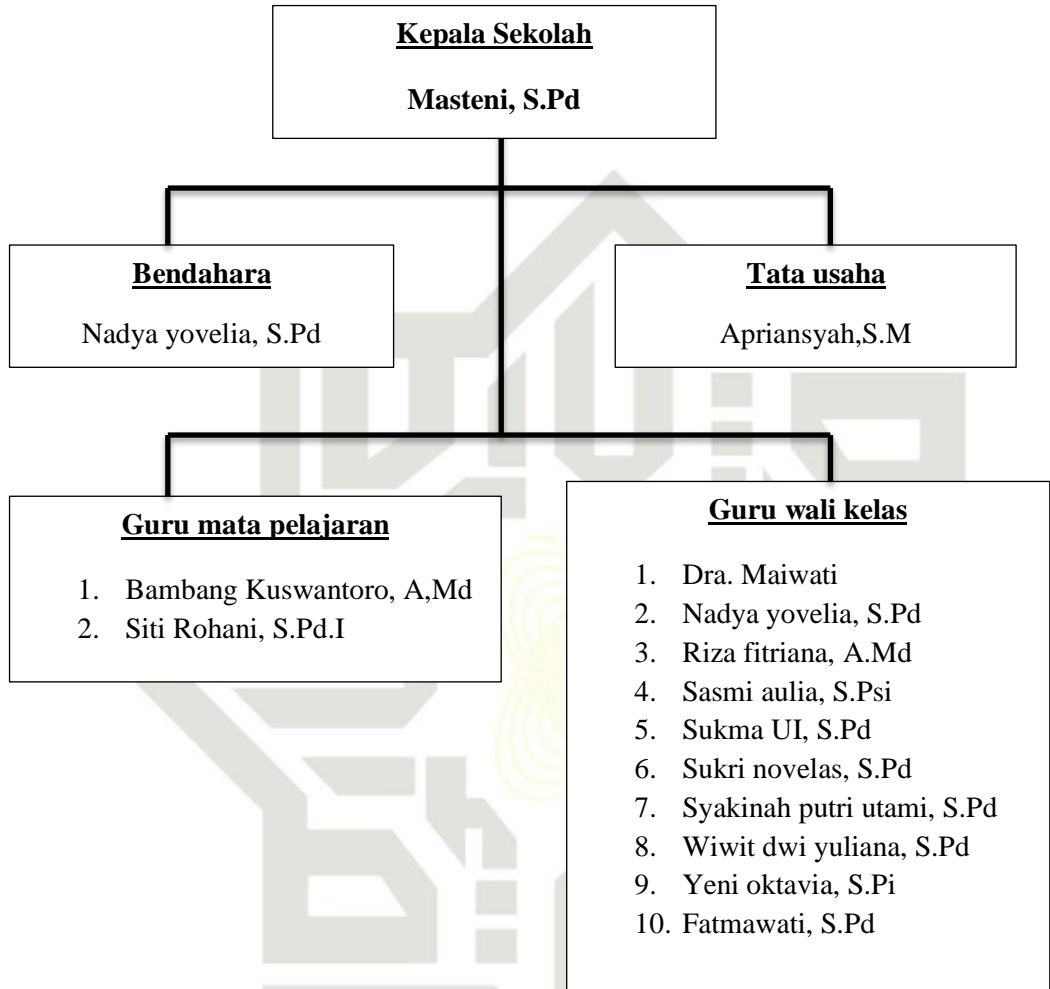 Kepala Sekolah
Masteni, S.Pd
Bendahara
Nadya yovelia, S.Pd
Tata usaha
Apriansyah,S.M
Guru mata pelajaran
1. Bambang Kuswantoro, A,Md
2. Siti Rohani, S.Pd.I
Guru wali kelas
1. Dra. Maiwati
2. Nadya yovelia, S.Pd
3. Riza fitriana, A.Md
4. Sasmi aulia, S.Psi
5. Sukma UI, S.Pd
6. Sukri novelas, S.Pd
7. Syakinah putri utami, S.Pd
8. Wiwit dwi yuliana, S.Pd
9. Yeni oktavia, S.Pi
10. Fatmawati, S.Pd